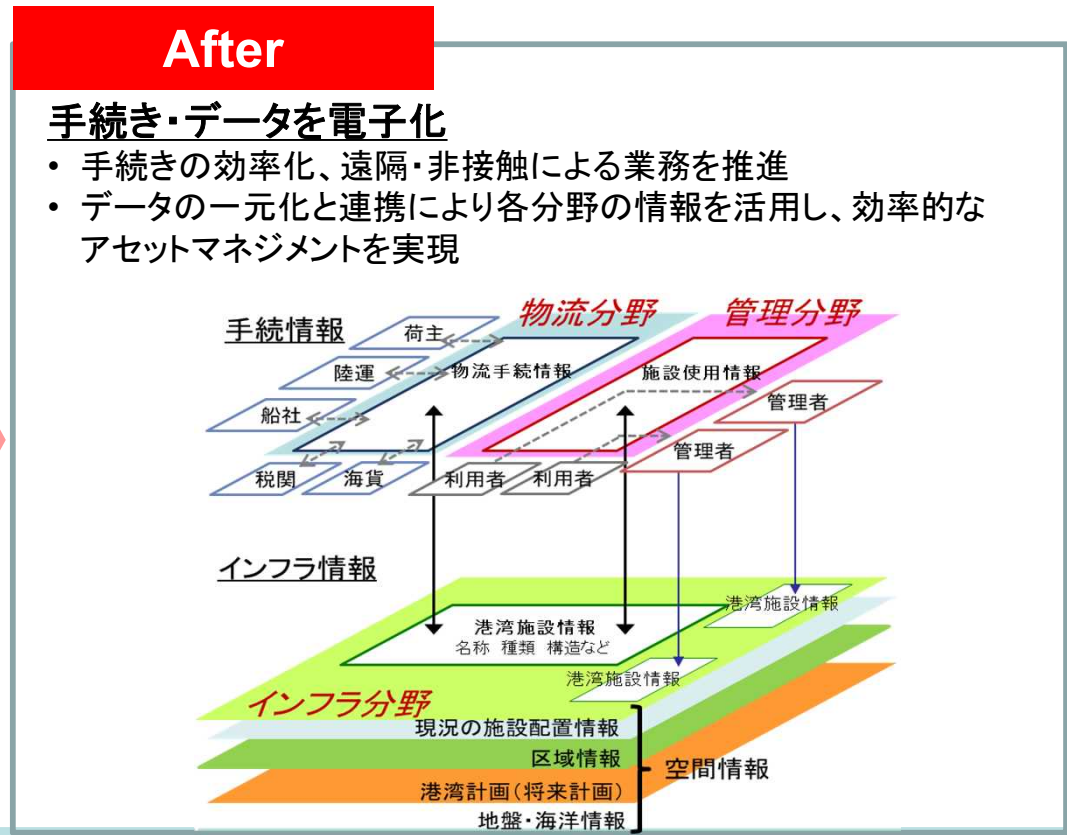 After
手続き・データを電子化
• 手続きの効率化、遠隔・非接触による業務を推進
• データの一元化と連携により各分野の情報を活用し、効率的な
アセットマネジメントを実現
物流分野
管理分野
手続情報
荷主
陸運
物流手続情報
施設使用情報
船社
管理者
管理者
税関
海貨
利用者
利用者
インフラ情報
港湾施設情報
港湾施設情報
名称 種類 構造など
港湾施設情報
インフラ分野
現況の施設配置情報
区域情報
空間情報
港湾計画（将来計画）
地盤・海洋情報